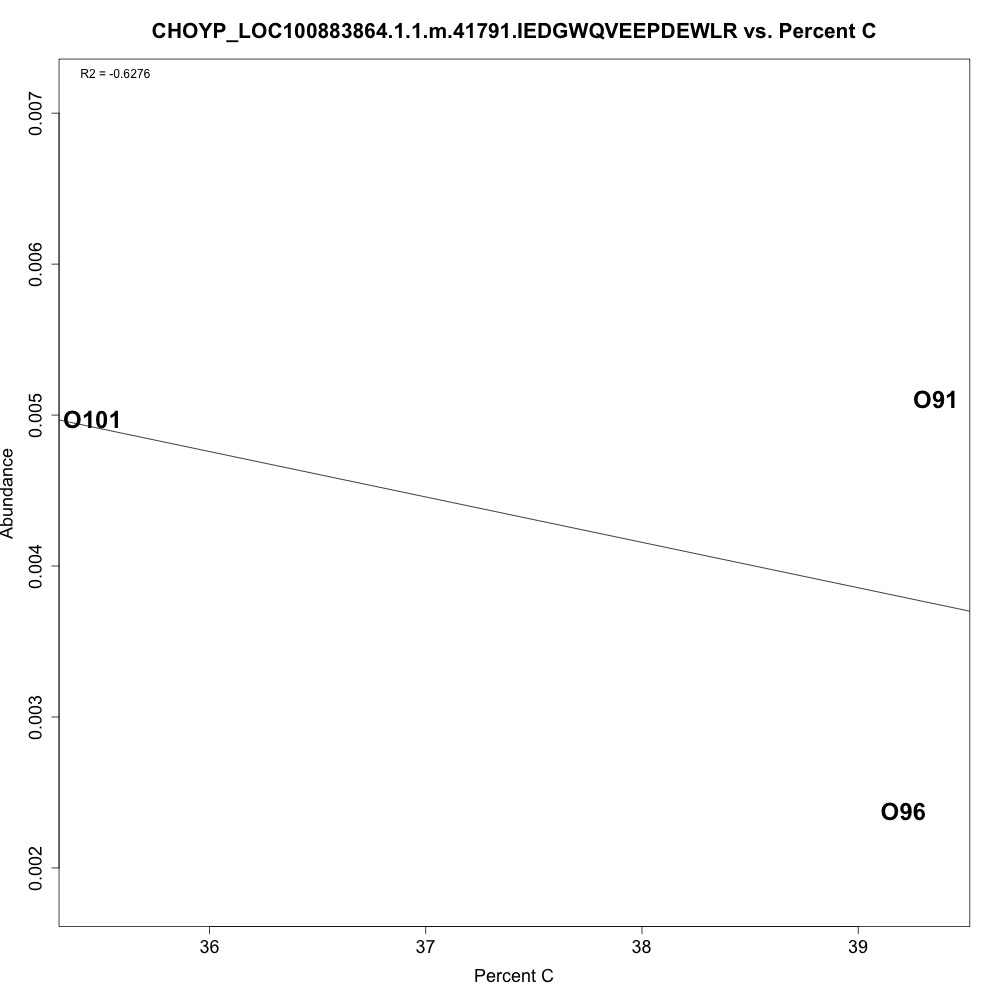 CHOYP_LOC100883864.1.1.m.41791.IEDGWQVEEPDEWLR vs. Percent C
R2 = -0.6276
0.007
0.006
0.005
0.004
0.003
0.002
Abundance
O101
O91
O96
36 37 38 39
Percent C